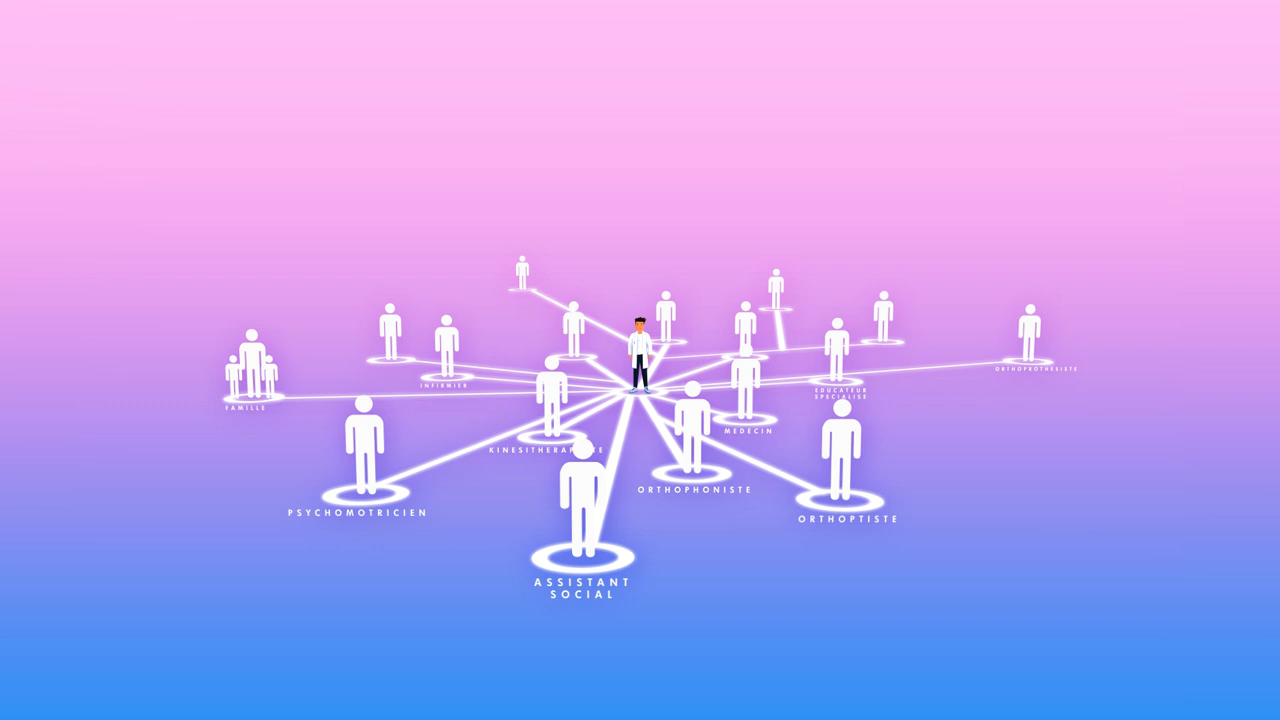 ORTHOPROTHESISTE
INFIRMIER
EDUCATEUR
SPECIALISE
FAMILLE
MEDECIN
ORTHOPHONISTE
PSYCHOMOTRICIEN
ORTHOPTISTE
ASSISTANT
SOCIAL